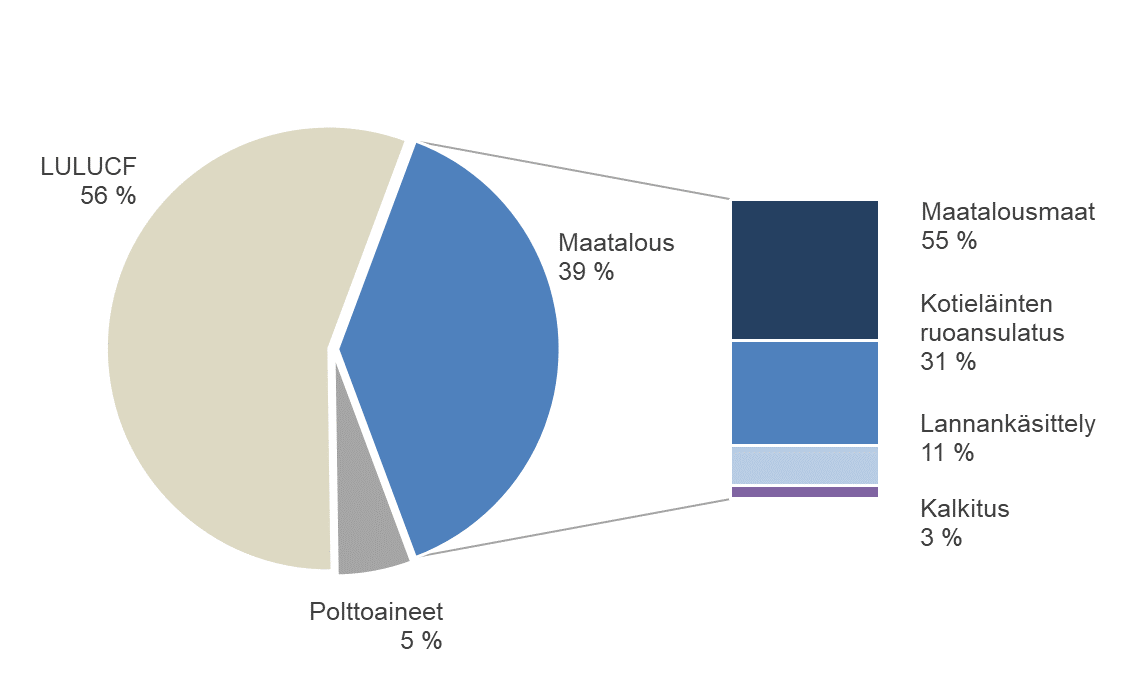 LULUCF
56 %
Maatalous
39 %
Polttoaineet
5 %
Maatalousmaat
55 %
Kotieläinten
ruoansulatus
31 %
Lannankäsittely
11 %
Kalkitus
3 %